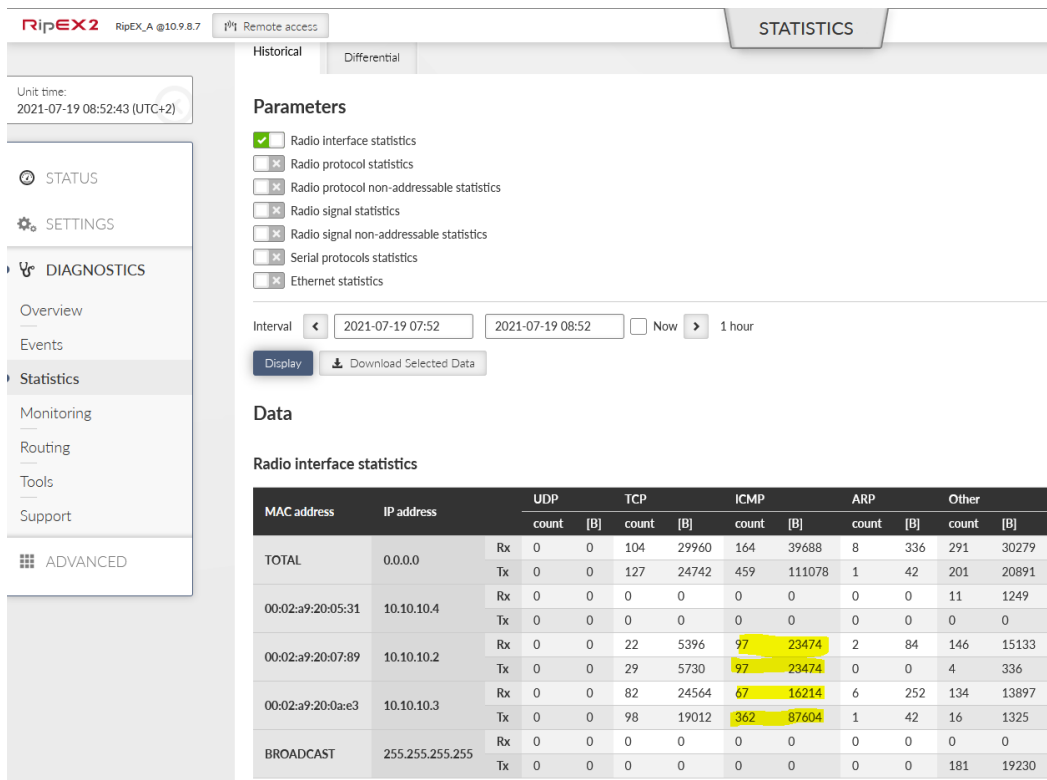 RipEX2 RipEX_A @10.9.8.7 Remote access STATISTICS
Historical Differential
Unit time:
2021-07-19 08:52:43 (UTC+2)
STATUS
SETTINGS
DIAGNOSTICS
Overview
Events
Statistics
Monitoring
Routing
Tools
Support
ADVANCED
Parameters
Radio interface statistics
Radio protocol statistics
Radio protocol non-addressable statistics
Radio signal statistics
Radio signal non-addressable statistics
Serial protocols statistics
Ethernet statistics
Interval 2021-07-19 07:52 2021-07-19 08:52 Now 1 hour
Display Download Selected Data
Data
Radio interface statistics
MAC address IP address UDP TCP ICMP ARP Other
count [B] count [B] count [B] count [B] count [B]
TOTAL 0.0.0.0 Rx 0 0 104 29960 164 39688 8 336 291 30279
Tx 0 0 127 24742 459 111078 1 42 201 20891
00:02:a9:20:05:31 10.10.10.4 Rx 0 0 0 0 0 0 0 0 11 1249
Tx 0 0 0 0 0 0 0 0 0 0
00:02:a9:20:07:89 10.10.10.2 Rx 0 0 22 5396 97 23474 2 84 146 15133
Tx 0 0 29 5730 97 23474 0 0 4 336
00:02:a9:20:0a:e3 10.10.10.3 Rx 0 0 82 24564 67 16214 6 252 134 13897
Tx 0 0 98 19012 362 87604 1 42 16 1325
BROADCAST 255.255.255.255 Rx 0 0 0 0 0 0 0 0 0 0
Tx 0 0 0 0 0 0 0 0 181 19230